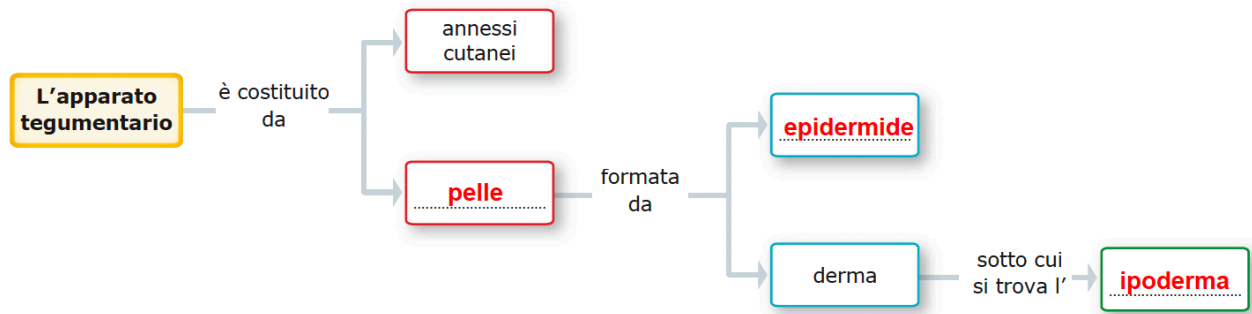 L'apparato
tegumentario
è costituito
da
annessi
cutanei
pelle
formata
da
epidermide
derma
sotto cui
si trova l'
ipoderma